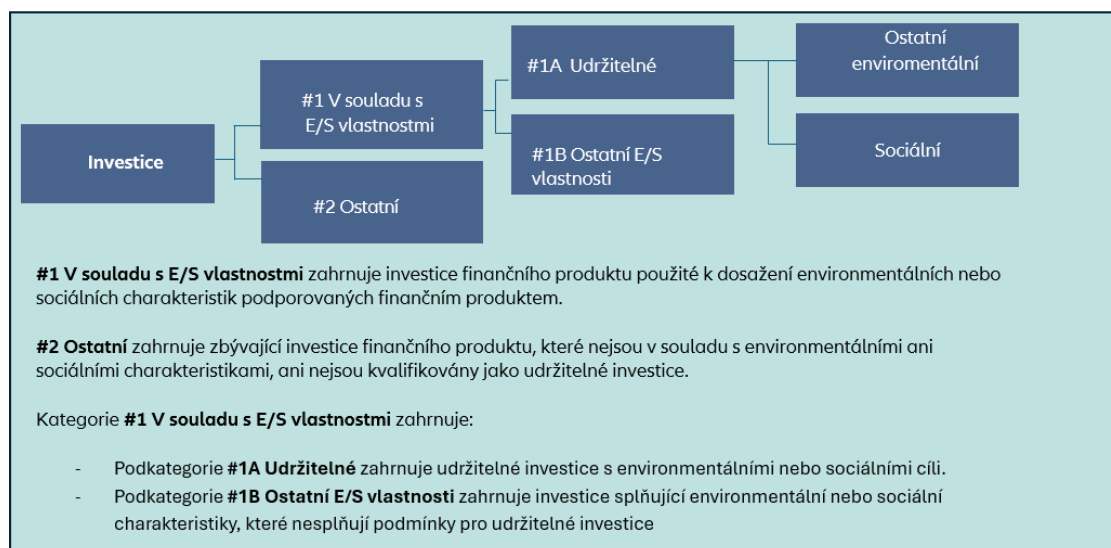 Investice
#1 V souladu s
E/S vlastnostmi
#2 Ostatní
#1A Udržitelné
#1B Ostatní E/S
vlastnosti
Ostatní
enviromentální
Sociální
#1 V souladu s E/S vlastnostmi zahrnuje investice finančního produktu použité k dosažení environmentálních nebo
sociálních charakteristik podporovaných finančním produktem.
#2 Ostatní zahrnuje zbývající investice finančního produktu, které nejsou v souladu s environmentálními ani
sociálními charakteristikami, ani nejsou kvalifikovány jako udržitelné investice.
Kategorie #1 V souladu s E/S vlastnostmi zahrnuje:
- Podkategorie #1A Udržitelné zahrnuje udržitelné investice s environmentálními nebo sociálními cíli.
- Podkategorie #1B Ostatní E/S vlastnosti zahrnuje investice splňující environmentální nebo sociální
charakteristiky, které nesplňují podmínky pro udržitelné investice